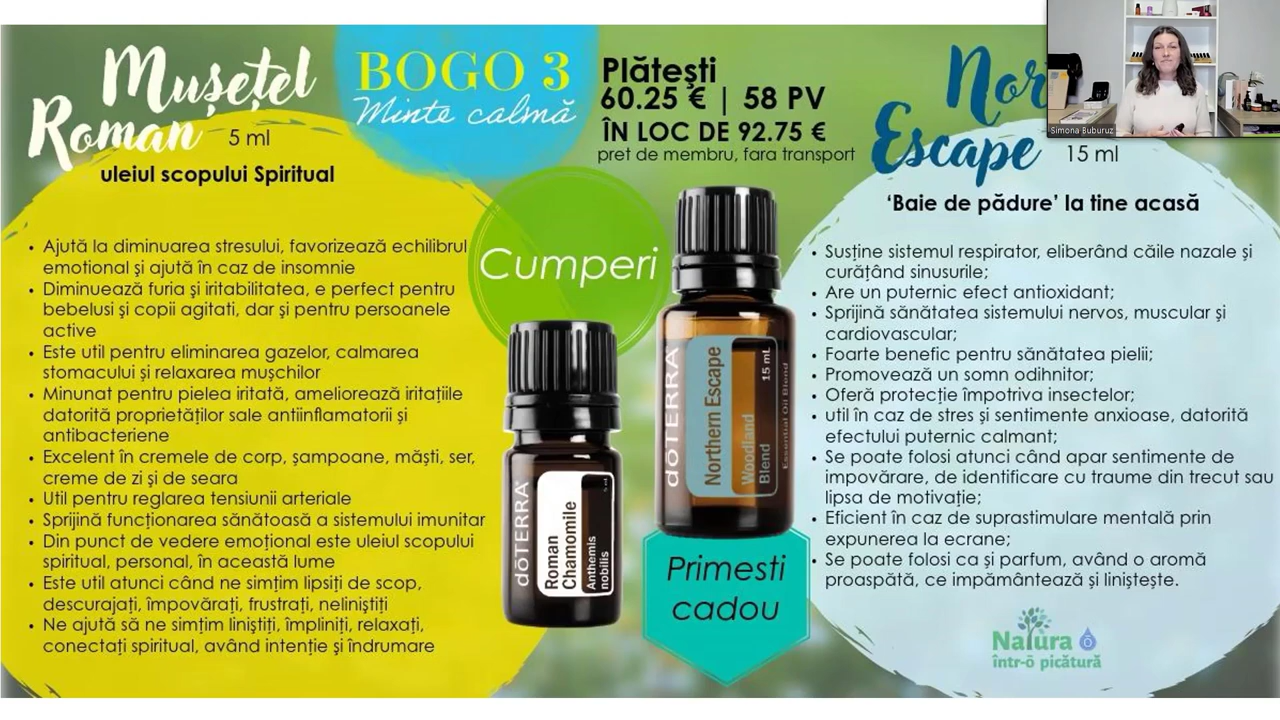 Mușețel
Roman 5 ml
uleiul scopului Spiritual
• Ajută la diminuarea stresului, favorizează echilibrul
emotional și ajută în caz de insomnie
• Diminuează furia și iritabilitatea, e perfect pentru
bebelusi și copii agitati, dar și pentru persoanele
active
• Este util pentru eliminarea gazelor, calmarea
stomacului și relaxarea mușchilor
• Minunat pentru pielea iritată, ameliorează iritațiile
datorită proprietăților sale antiinflamatorii și
antibacteriene
• Excelent în cremele de corp, șampoane, măști, ser,
creme de zi și de seara
• Util pentru reglarea tensiunii arteriale
• Sprijină funcționarea sănătoasă a sistemului imunitar
• Din punct de vedere emoțional este uleiul scopului
spiritual, personal, în această lume
• Este util atunci când ne simțim lipsiți de scop,
descurajați, împovărați, frustrați, neliniștiți
• Ne ajută să ne simțim liniștiți, împliniți, relaxați,
conectați spiritual, având intenție și îndrumare
BOGO 3
Minte calmă
Plătești
60.25 € | 58 PV
ÎN LOC DE 92.75 €
pret de membru, fara transport
Cumperi
dōTERRA
Roman
Chamomile
Anthemis
nobilis
5 ml
dōTERRA
Northern Escape
Woodland
Blend
15 mL
Essential Oil Blend
Primesti
cadou
Nor
Escape 15 ml
'Baie de pădure' la tine acasă
• Susține sistemul respirator, eliberând căile nazale și
curățând sinusurile;
• Are un puternic efect antioxidant;
• Sprijină sănătatea sistemului nervos, muscular și
cardiovascular;
• Foarte benefic pentru sănătatea pielii;
• Promovează un somn odihnitor;
• Oferă protecție împotriva insectelor;
• util în caz de stres și sentimente anxioase, datorită
efectului puternic calmant;
• Se poate folosi atunci când apar sentimente de
impovărare, de identificare cu traume din trecut sau
lipsa de motivație;
• Eficient în caz de suprastimulare mentală prin
expunerea la ecrane;
• Se poate folosi ca și parfum, având o aromă
proaspătă, ce impământează și liniștește.
Natura
într-ō picătură
Simona Buburuz